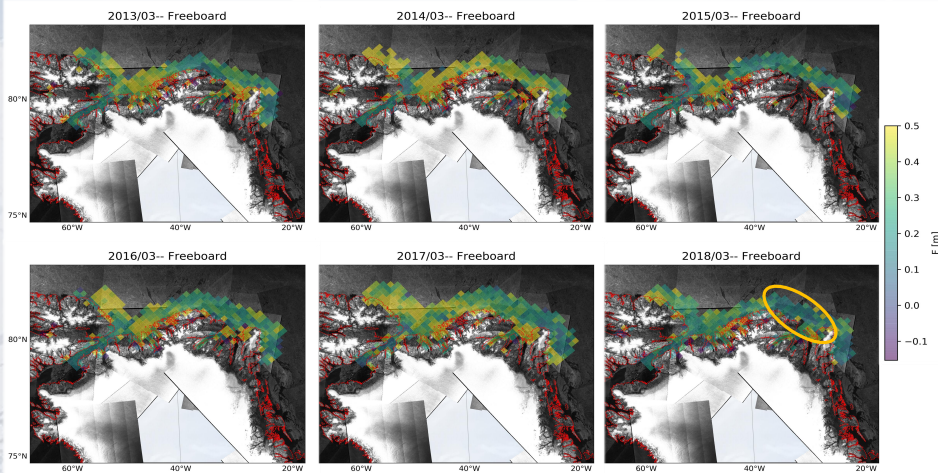 2013/03-- Freeboard
2014/03-- Freeboard
2015/03-- Freeboard
80°N
75°N
60°W
40°W
20°W
60°W
40°W
20°W
60°W
40°W
20°W
2016/03-- Freeboard
2017/03-- Freeboard
2018/03-- Freeboard
80°N
75°N
60°W
40°W
20°W
60°W
40°W
20°W
60°W
40°W
20°W
0.5
0.4
0.3
0.2
0.1
0.0
−0.1
F [m]